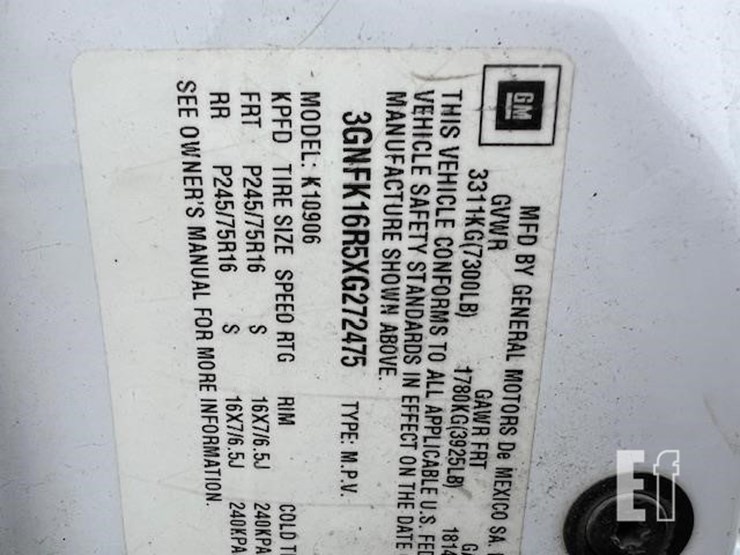 GM
MFD BY GENERAL MOTORS De MEXICO SA.
GVWR GAWR FRT
3311KG(7300LB) 1780KG(3925LB) 1814
THIS VEHICLE CONFORMS TO ALL APPLICABLE U.S. FED
VEHICLE SAFETY STANDARDS IN EFFECT ON THE DATE
MANUFACTURE SHOWN ABOVE.
3GNFK16R5XG272475 TYPE: M.P.V.
MODEL: K10906
KPFD TIRE SIZE SPEED RTG RIM COLD
FRT P245/75R16 S 16X7/6.5J 240KPA
RR P245/75R16 S 16X7/6.5J 240KPA
SEE OWNER'S MANUAL FOR MORE INFORMATION.
Ef